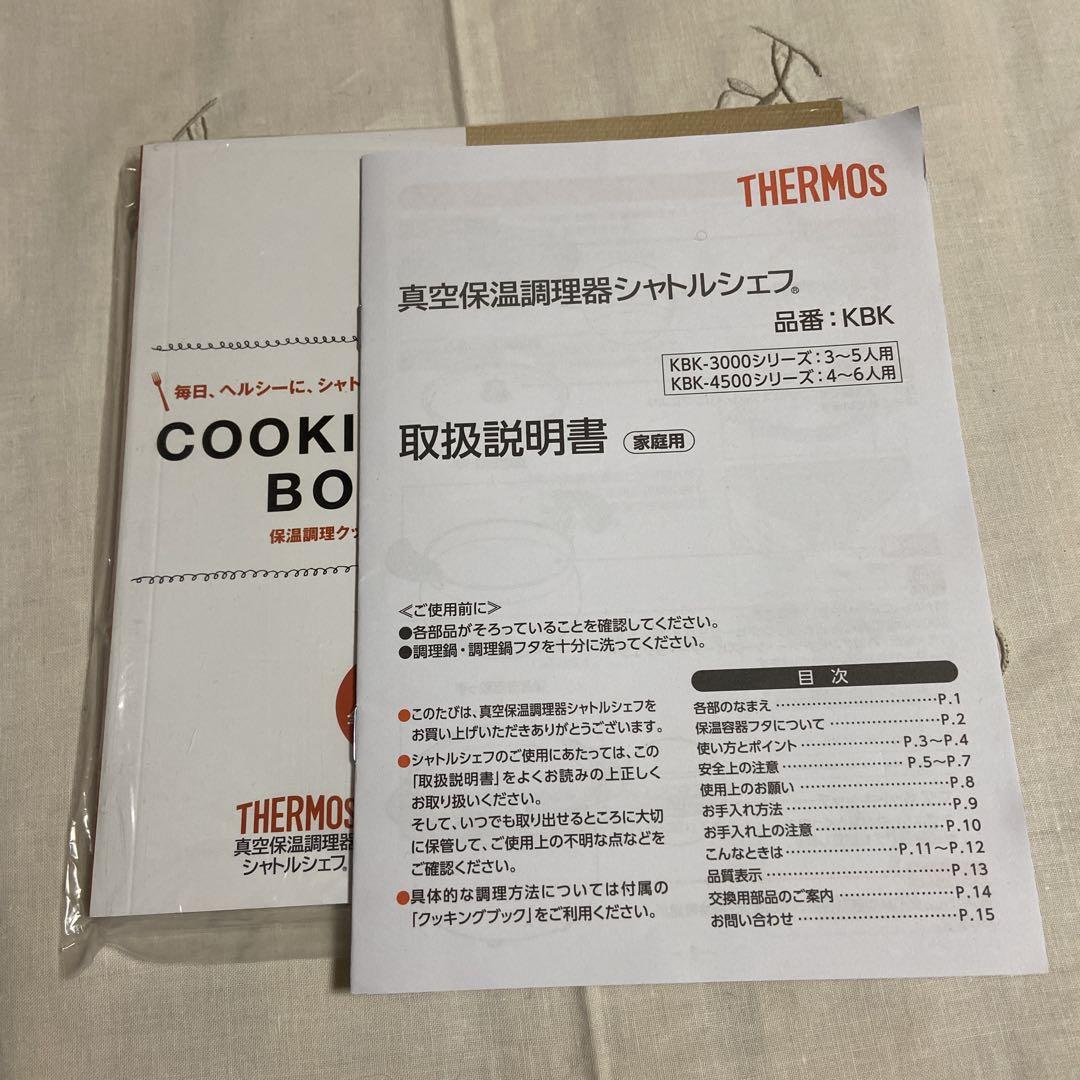 毎日、ヘルシーに、シャト
COOKI
BO
保温調理クッ
THERMOS
真空保温調理器
シャトルシェフ®
THERMOS
真空保温調理器シャトルシェフ®
品番：KBK
KBK-3000シリーズ：3〜5人用
KBK-4500シリーズ：4〜6人用
取扱説明書 家庭用
≪ご使用前に≫
●各部品がそろっていることを確認してください。
●調理鍋・調理鍋フタを十分に洗ってください。
●このたびは、真空保温調理器シャトルシェフを
お買い上げいただきありがとうございます。
●シャトルシェフのご使用にあたっては、この
「取扱説明書」をよくお読みの上正しく
お取り扱いください。
そして、いつでも取り出せるところに大切
に保管して、ご使用上の不明な点などを
ご確認ください。
●具体的な調理方法については付属の
「クッキングブック」をご利用ください。
目 次
各部のなまえ…………………………P.1
保温容器フタについて…………………P.2
使い方とポイント………………P.3〜P.4
安全上の注意…………………P.5〜P.7
使用上のお願い…………………………P.8
お手入れ方法…………………………P.9
お手入れ上の注意……………………P.10
こんなときは…………………P.11〜P.12
品質表示………………………………P.13
交換用部品のご案内…………………P.14
お問い合わせ…………………………P.15